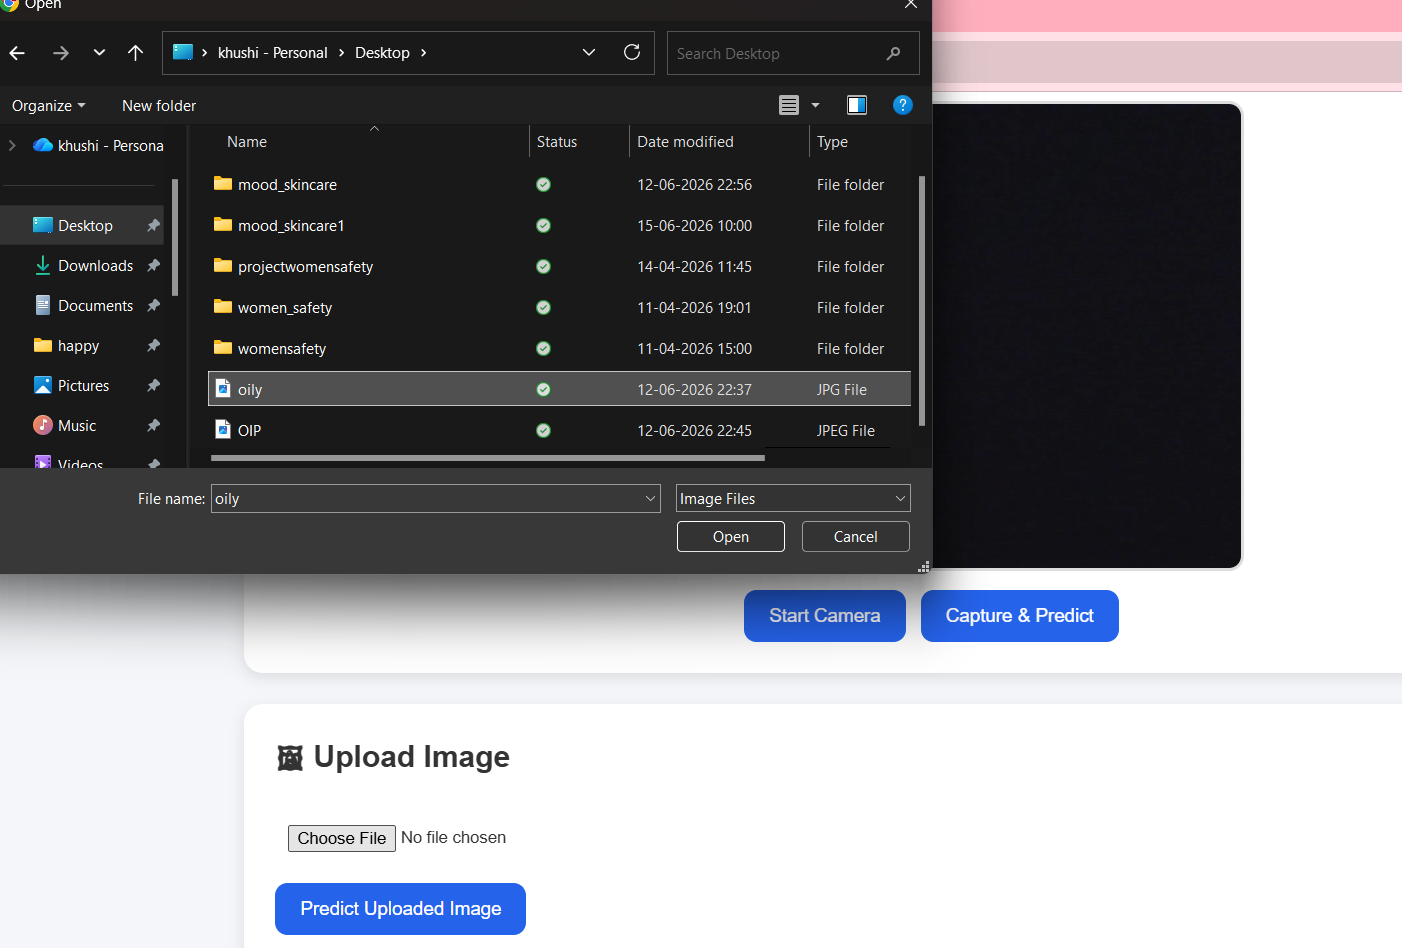 Open
khushi - Personal
Desktop
Search Desktop
Organize
New folder
khushi - Persona
Desktop
Downloads
Documents
happy
Pictures
Music
Videos
Name Status Date modified Type
mood_skincare 12-06-2026 22:56 File folder
mood_skincare1 15-06-2026 10:00 File folder
projectwomensafety 14-04-2026 11:45 File folder
women_safety 11-04-2026 19:01 File folder
womensafety 11-04-2026 15:00 File folder
oily 12-06-2026 22:37 JPG File
OIP 12-06-2026 22:45 JPEG File
File name: oily
Image Files
Open
Cancel
Start Camera
Capture & Predict
Upload Image
Choose File No file chosen
Predict Uploaded Image